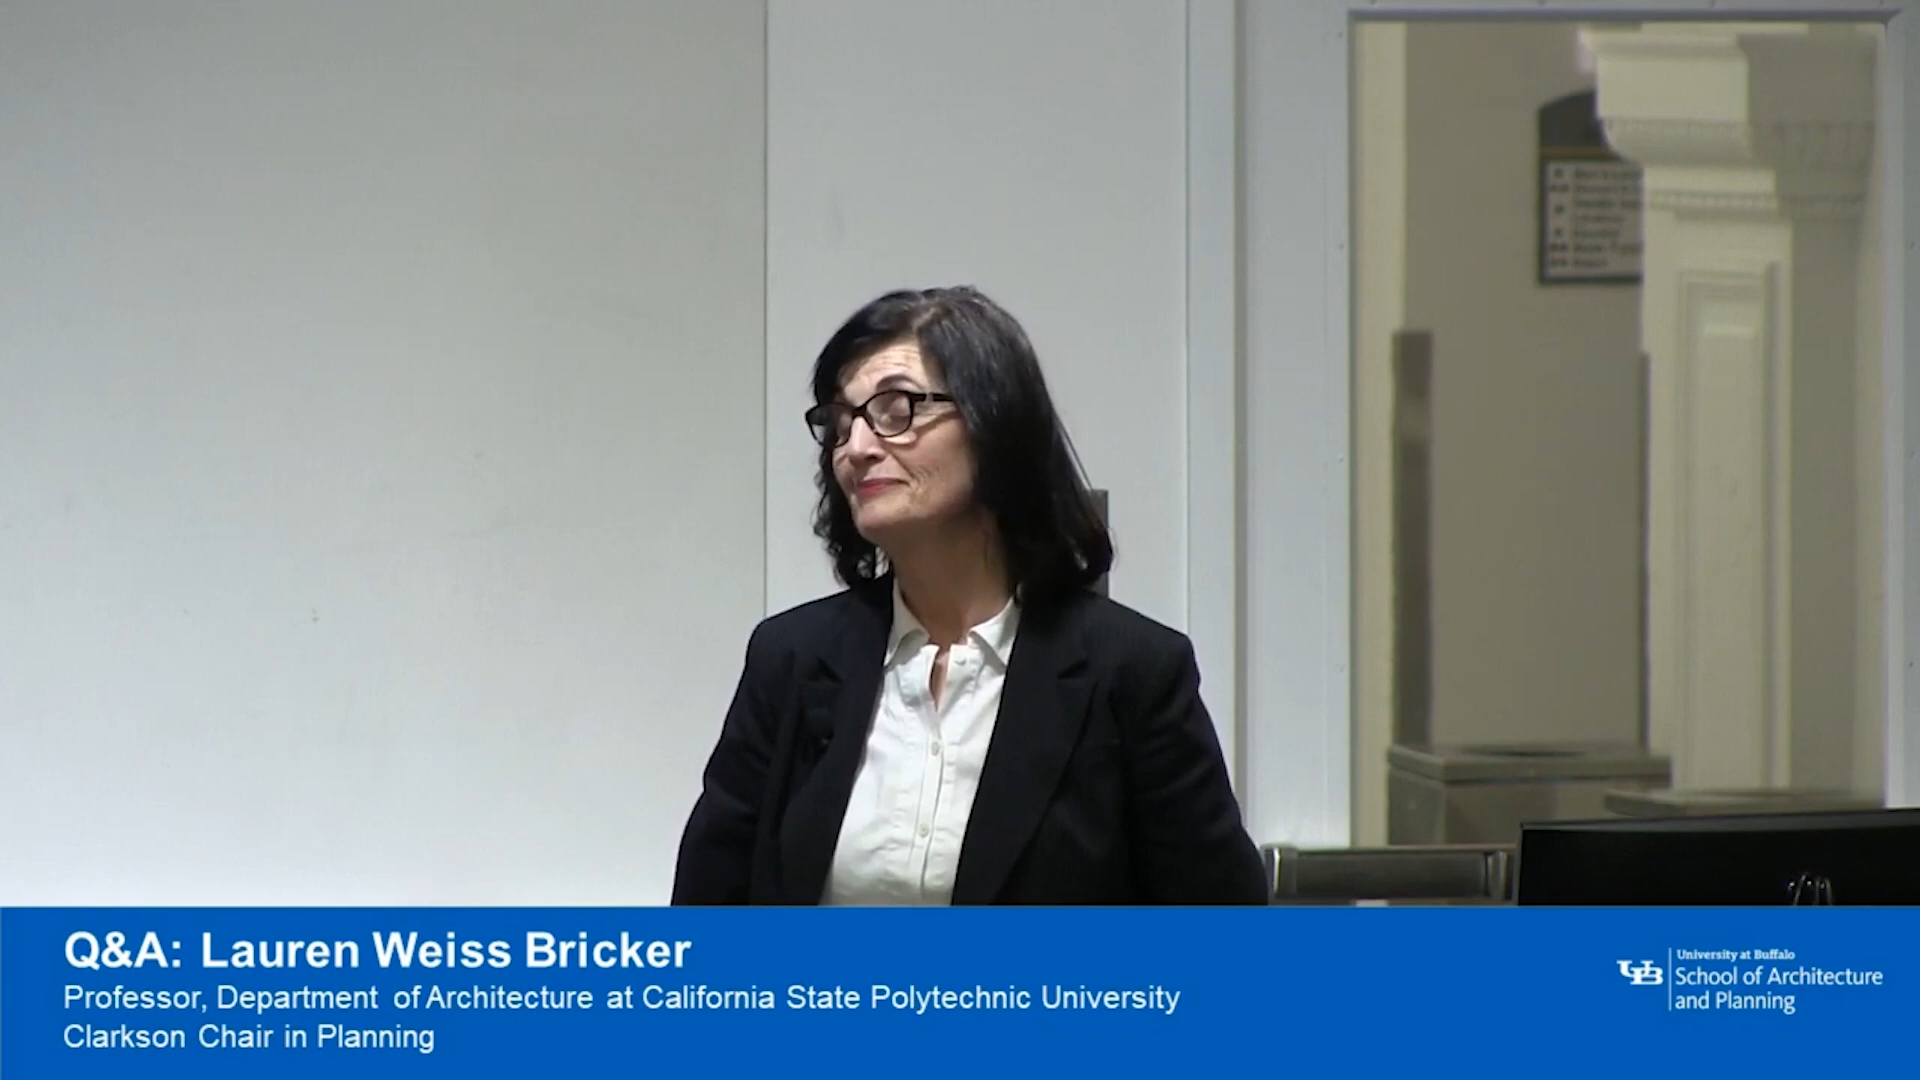 Q&A: Lauren Weiss Bricker
Professor, Department of Architecture at California State Polytechnic University
Clarkson Chair in Planning
UB
University at Buffalo
School of Architecture
and Planning